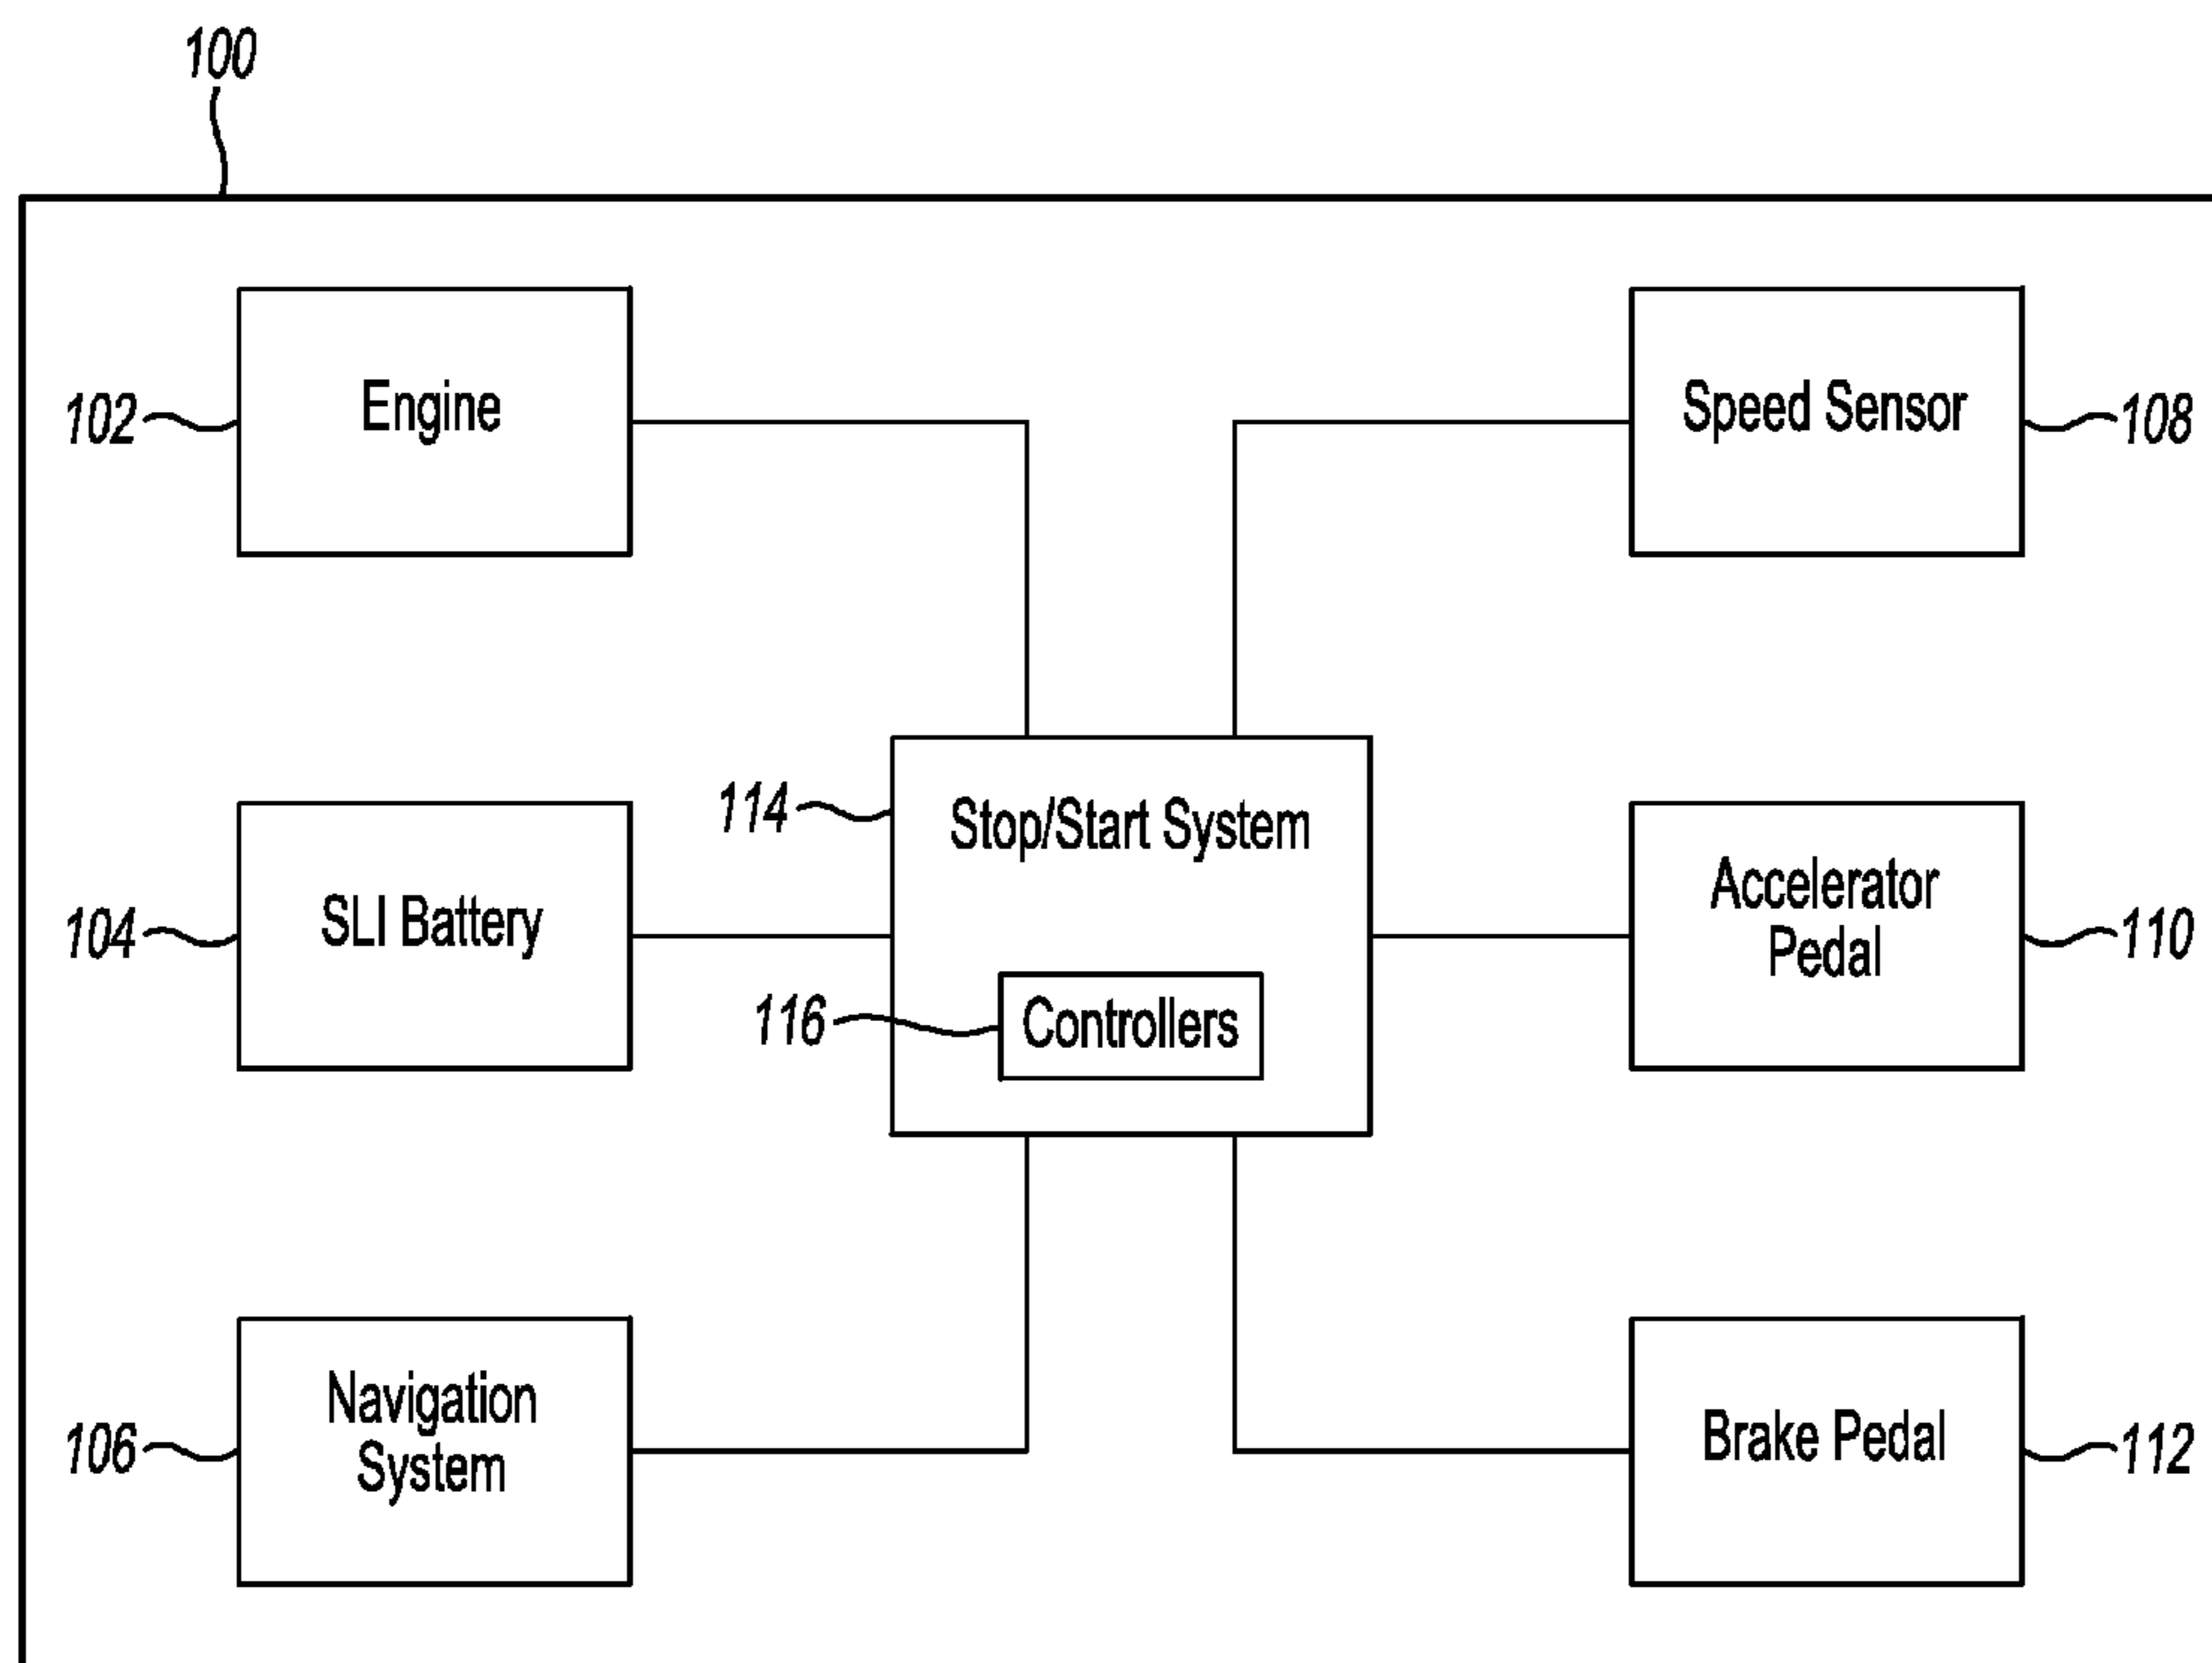 100
102
Engine
Speed Sensor
108
114
Stop/Start System
104
SLI Battery
Accelerator
Pedal
110
116
Controllers
106
Navigation
System
Brake Pedal
112